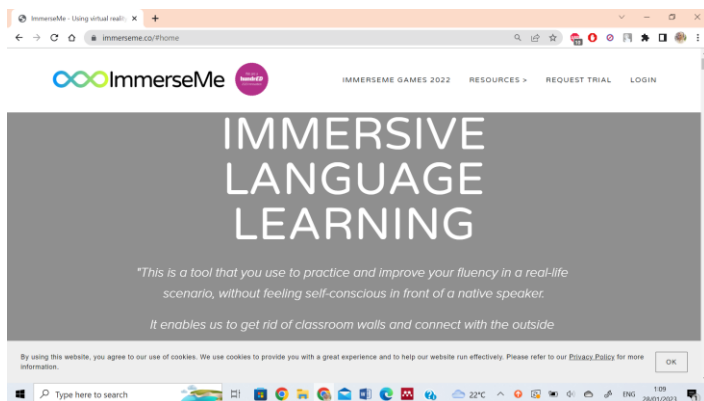 ImmerseMe - Using virtual realit
immerseme.co/#home
ImmerseMe
hundrED
IMMERSEME GAMES 2022
RESOURCES >
REQUEST TRIAL
LOGIN
IMMERSIVE
LANGUAGE
LEARNING
"This is a tool that you use to practice and improve your fluency in a real-life
scenario, without feeling self-conscious in front of a native speaker.
It enables us to get rid of classroom walls and connect with the outside
By using this website, you agree to our use of cookies. We use cookies to provide you with a great experience and to help our website run effectively. Please refer to our Privacy Policy for more
information.
OK
Type here to search
22°C
ENG
1:09
28/01/2023